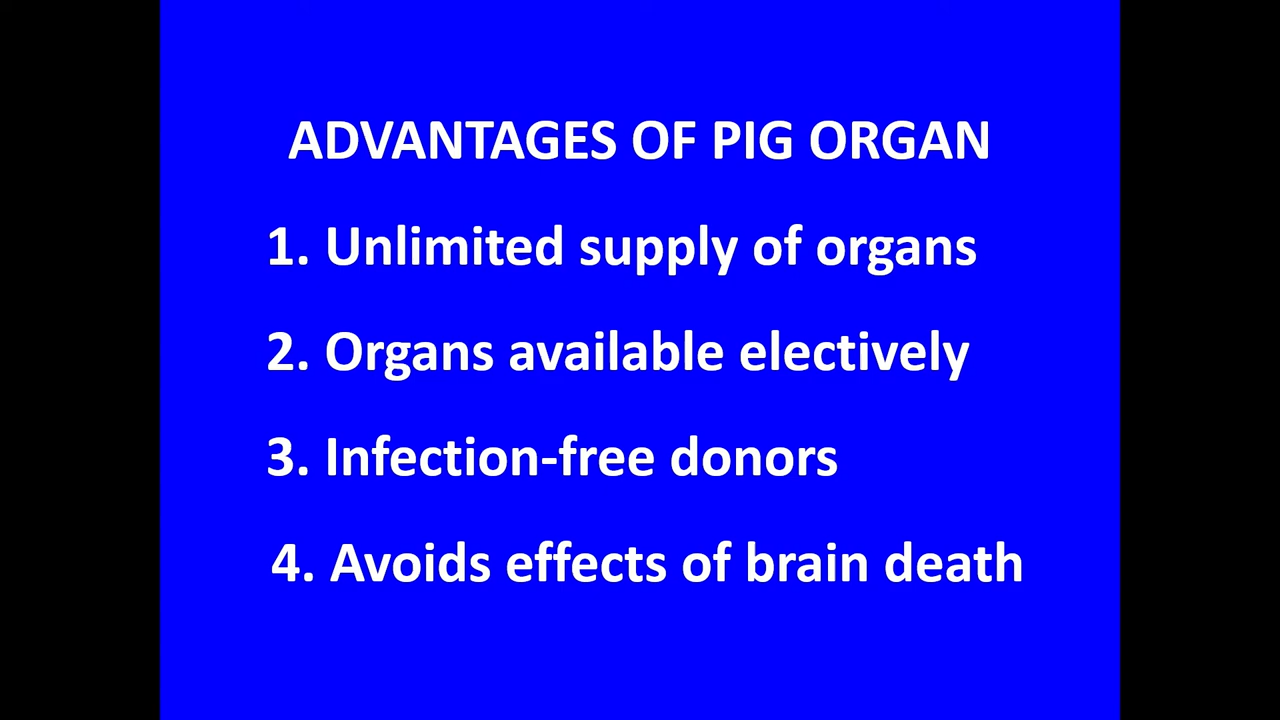 ADVANTAGES OF PIG ORGAN
1. Unlimited supply of organs
2. Organs available electively
3. Infection-free donors
4. Avoids effects of brain death